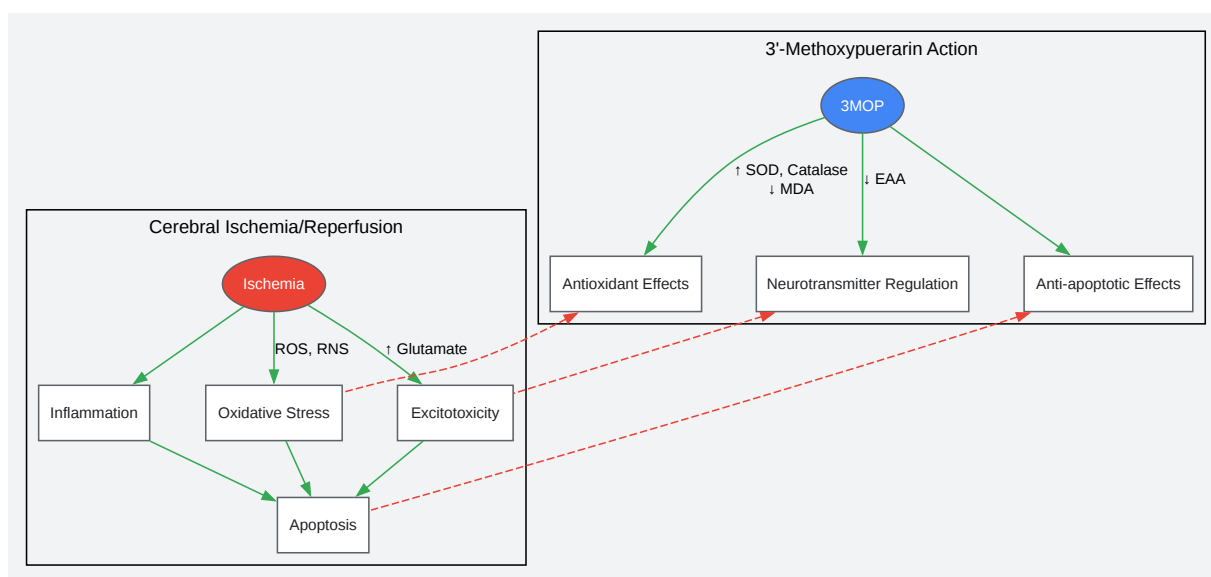 3'-Methoxypuerarin Action
3MOP
↑ SOD, Catalase
↓ MDA
↓ EAA
Antioxidant Effects
Neurotransmitter Regulation
Anti-apoptotic Effects
Cerebral Ischemia/Reperfusion
Ischemia
ROS, RNS
↑ Glutamate
Inflammation
Oxidative Stress
Excitotoxicity
Apoptosis